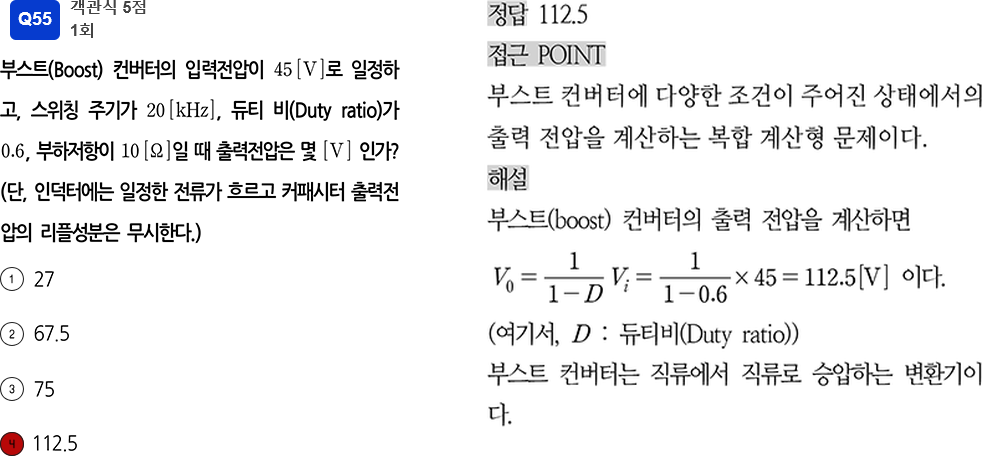 Q55
객관식 5점
1회
부스트(Boost) 컨버터의 입력전압이 45[V]로 일정하
고, 스위칭 주기가 20[kHz], 듀티 비(Duty ratio)가
0.6, 부하저항이 10[Ω]일 때 출력전압은 몇 [V] 인가?
(단, 인덕터에는 일정한 전류가 흐르고 커패시터 출력전
압의 리플성분은 무시한다.)
① 27
② 67.5
③ 75
④ 112.5
정답 112.5
접근 POINT
부스트 컨버터에 다양한 조건이 주어진 상태에서의
출력 전압을 계산하는 복합 계산형 문제이다.
해설
부스트(boost) 컨버터의 출력 전압을 계산하면
V₀ = 1/(1-D) Vᵢ = 1/(1-0.6) × 45 = 112.5[V] 이다.
(여기서, D : 듀티비(Duty ratio))
부스트 컨버터는 직류에서 직류로 승압하는 변환기이
다.